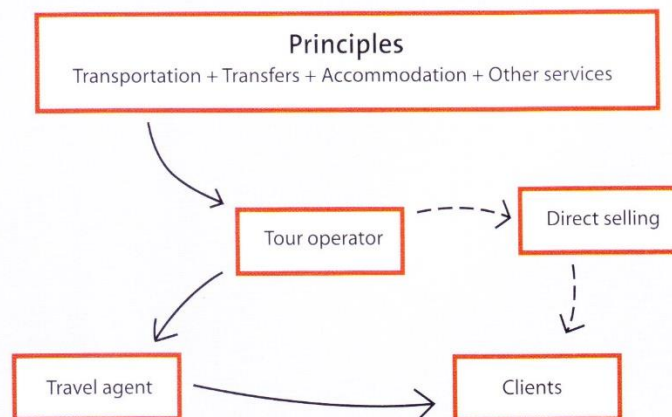 Principles
Transportation + Transfers + Accommodation + Other services
Tour operator
Direct selling
Travel agent
Clients